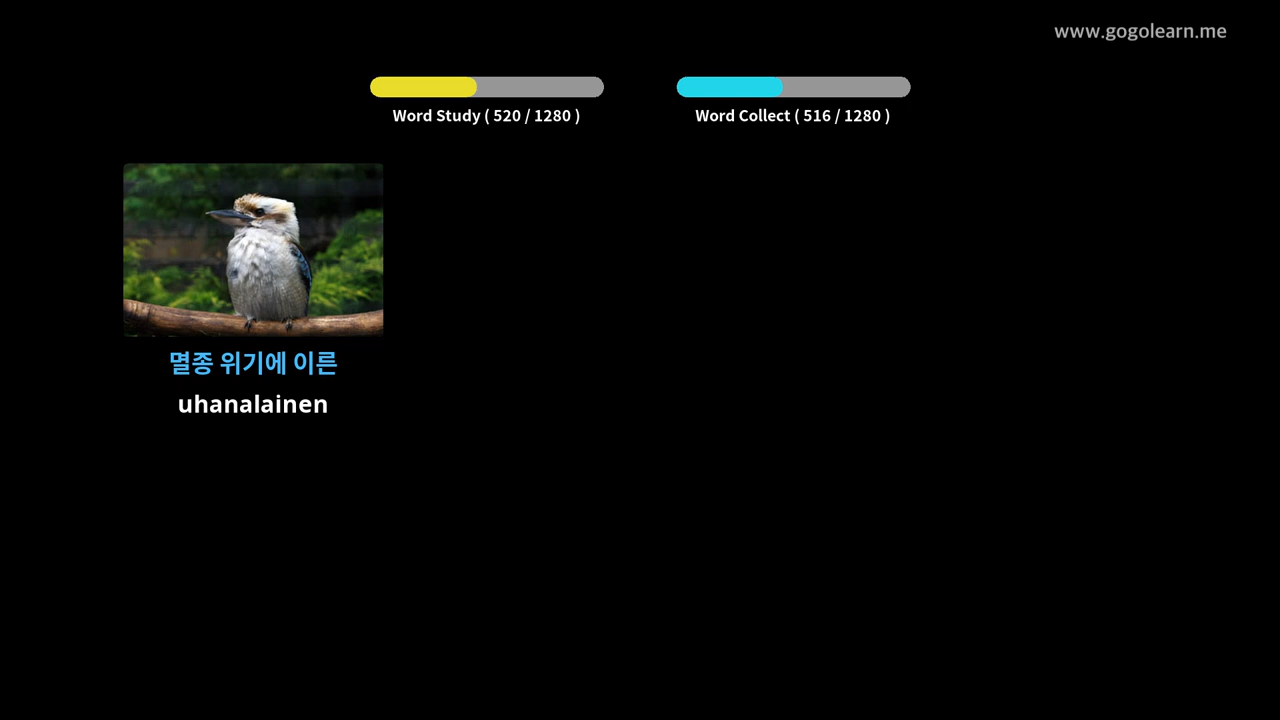 www.gogolearn.me
Word Study ( 520 / 1280 )
Word Collect ( 516 / 1280 )
멸종 위기에 이른
uhanalainen